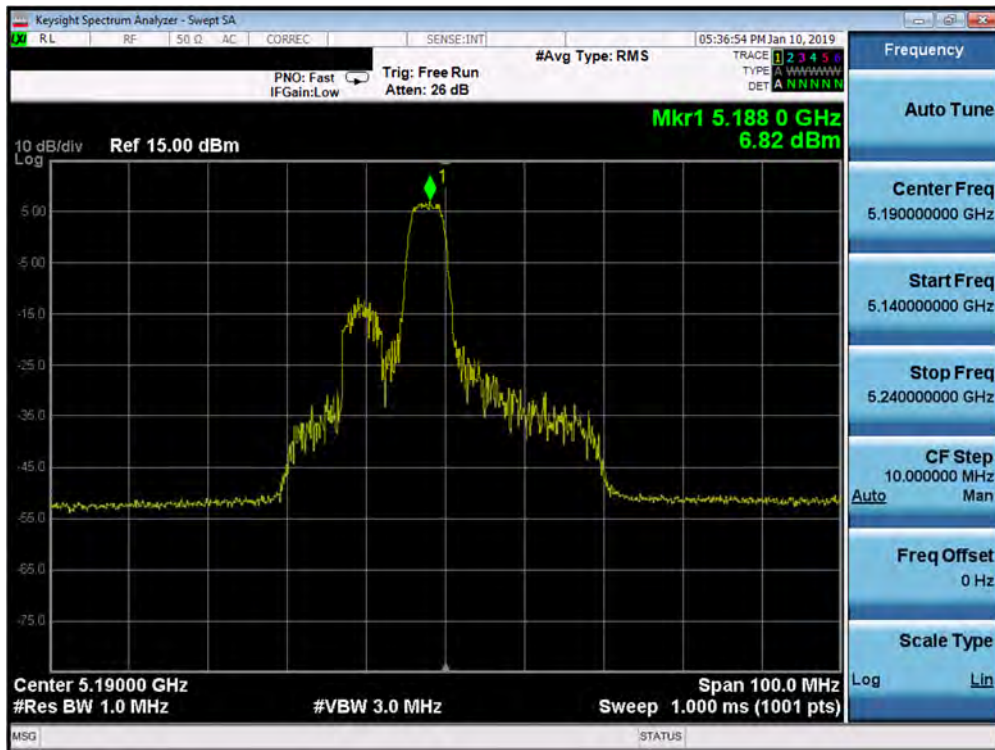 Keysight Spectrum Analyzer - Swept SA
LXI RL RF 50 Ω AC CORREC SENSE:INT 05:36:54 PM Jan 10, 2019
Frequency
#Avg Type: RMS TRACE 1 2 3 4 5 6
PNO: Fast Trig: Free Run TYPE A WWWWW
IFGain:Low Atten: 26 dB DET A N N N N N
Mkr1 5.188 0 GHz
6.82 dBm
10 dB/div Ref 15.00 dBm
Log
1
5.00
-5.00
-15.0
-25.0
-35.0
-45.0
-55.0
-65.0
-75.0
Center 5.19000 GHz Span 100.0 MHz
#Res BW 1.0 MHz #VBW 3.0 MHz Sweep 1.000 ms (1001 pts)
MSG STATUS
Auto Tune
Center Freq
5.190000000 GHz
Start Freq
5.140000000 GHz
Stop Freq
5.240000000 GHz
CF Step
10.000000 MHz
Auto Man
Freq Offset
0 Hz
Scale Type
Log Lin